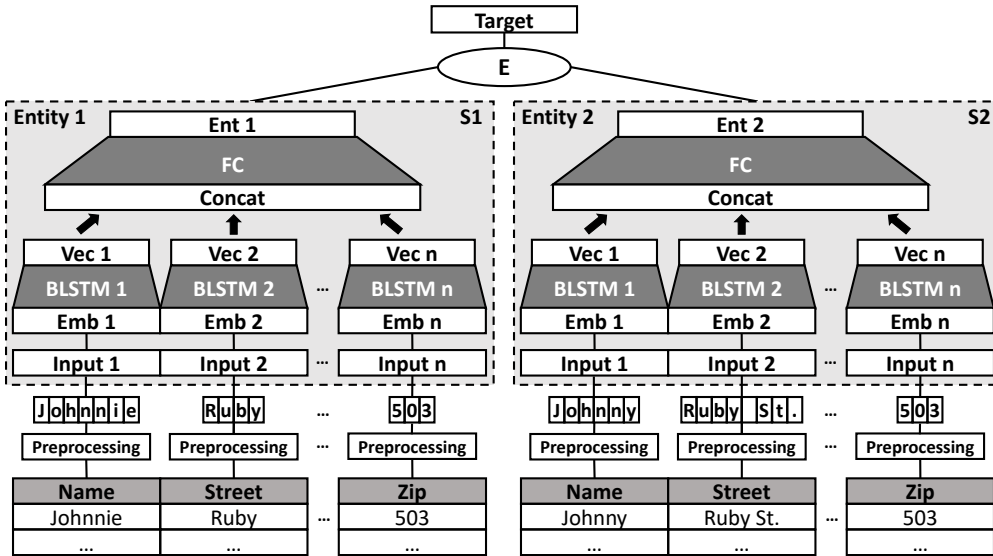 Target
E
Entity 1 S1 Entity 2 S2
Ent 1 Ent 2
FC FC
Concat Concat
Vec 1 Vec 2 Vec n Vec 1 Vec 2 Vec n
BLSTM 1 BLSTM 2 ... BLSTM n BLSTM 1 BLSTM 2 ... BLSTM n
Emb 1 Emb 2 Emb n Emb 1 Emb 2 Emb n
Input 1 Input 2 ... Input n Input 1 Input 2 ... Input n
Johnnie Ruby ... 503 Johnny Ruby St. ... 503
Preprocessing Preprocessing ... Preprocessing Preprocessing Preprocessing ... Preprocessing
Name Street Zip Name Street Zip
Johnnie Ruby ... 503 Johnny Ruby St. ... 503
... ... ... ... ... ...